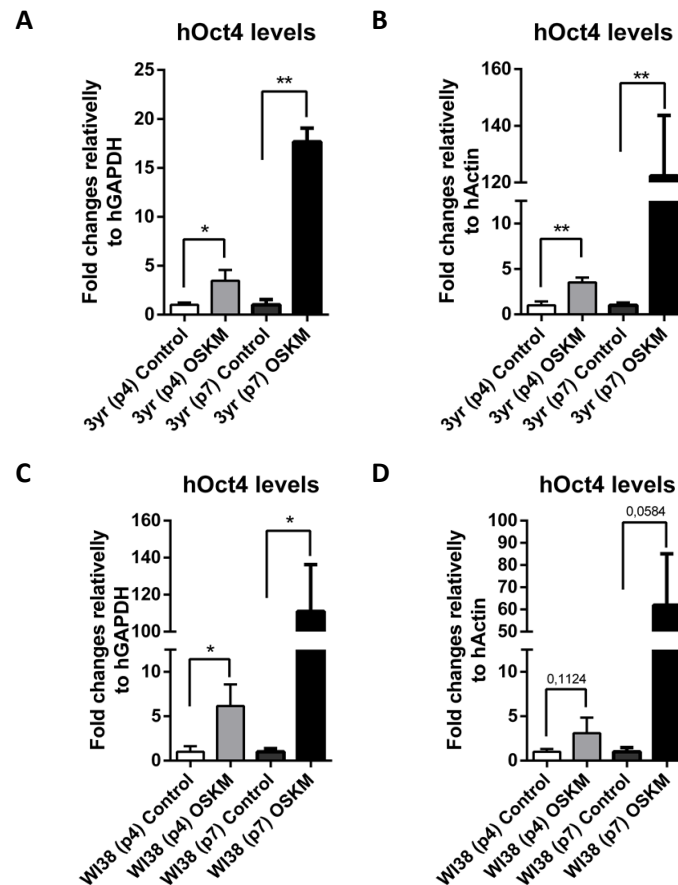 A
hOct4 levels
Fold changes relativelly
to hGAPDH
25
20
15
10
5
0
*
**
3yr (p4) Control
3yr (p4) OSKM
3yr (p7) Control
3yr (p7) OSKM
B
hOct4 levels
Fold changes relativelly
to hActin
160
140
120
10
5
0
**
**
3yr (p4) Control
3yr (p4) OSKM
3yr (p7) Control
3yr (p7) OSKM
C
hOct4 levels
Fold changes relativelly
to hGAPDH
160
140
120
100
10
5
0
*
*
WI38 (p4) Control
WI38 (p4) OSKM
WI38 (p7) Control
WI38 (p7) OSKM
D
hOct4 levels
Fold changes relativelly
to hActin
100
90
80
70
60
50
10
5
0
0,1124
0,0584
WI38 (p4) Control
WI38 (p4) OSKM
WI38 (p7) Control
WI38 (p7) OSKM